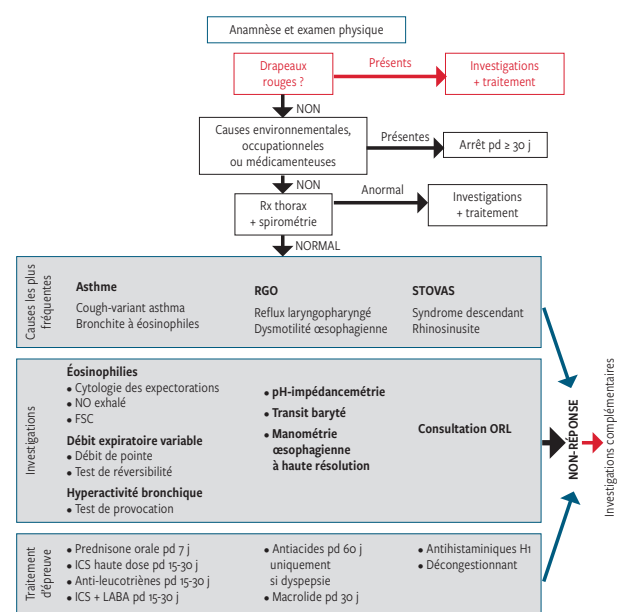 Anamnèse et examen physique
Drapeaux
rouges ?
Présents
Investigations
+ traitement
NON
Causes environnementales,
occupationneles
ou médicamenteuses
Présentes
Arrêt pd ≥ 30 j
NON
Rx thorax
+ spirométrie
Anormal
Investigations
+ traitement
NORMAL
Causes les plus
fréquentes
Asthme
Cough-variant asthma
Bronchite à éosinophiles
RGO
Reflux laryngopharyngé
Dysmotilité œsophagienne
STOVAS
Syndrome descendant
Rhinosinusite
Investigations
Éosinophilies
• Cytologie des expectorations
• NO exhalé
• FSC
Débit expiratoire variable
• Débit de pointe
• Test de réversibilité
Hyperactivité bronchique
• Test de provocation
• pH-impédancemétrie
• Transit baryté
• Manométrie
œsophagienne
à haute résolution
Consultation ORL
NON-RÉPONSE
Investigations complémentaires
Traitement
d'épreuve
• Prednisone orale pd 7 j
• ICS haute dose pd 15-30 j
• Anti-leucotriènes pd 15-30 j
• ICS + LABA pd 15-30 j
• Antiacides pd 60 j
uniquement
si dyspepsie
• Macrolide pd 30 j
• Antihistaminiques H1
• Décongestionnant